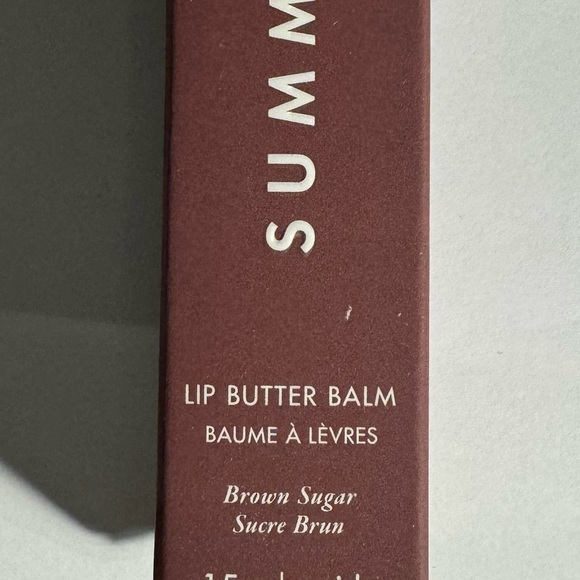 SUMM
LIP BUTTER BALM
BAUME À LÈVRES
Brown Sugar
Sucre Brun